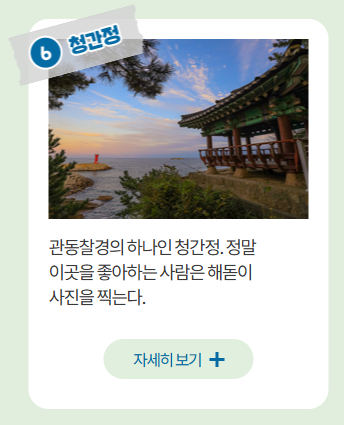 6 청간정
관동찰경의 하나인 청간정. 정말
이곳을 좋아하는 사람은 해돋이
사진을 찍는다.
자세히 보기 +